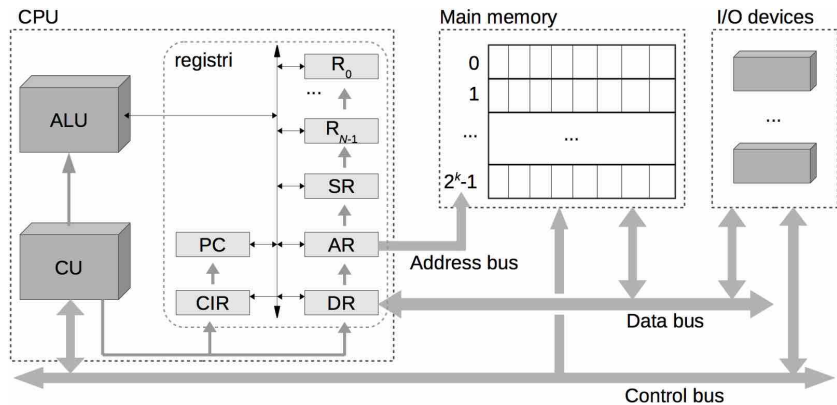 CPU
Main memory
I/O devices
registri
R0
...
RN-1
SR
AR
DR
PC
CIR
ALU
CU
0
1
...
...
2^k-1
...
Address bus
Data bus
Control bus